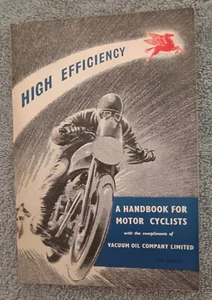 HIGH EFFICIENCY
A HANDBOOK FOR
MOTOR CYCLISTS
with the compliments of
VACUUM OIL COMPANY LIMITED